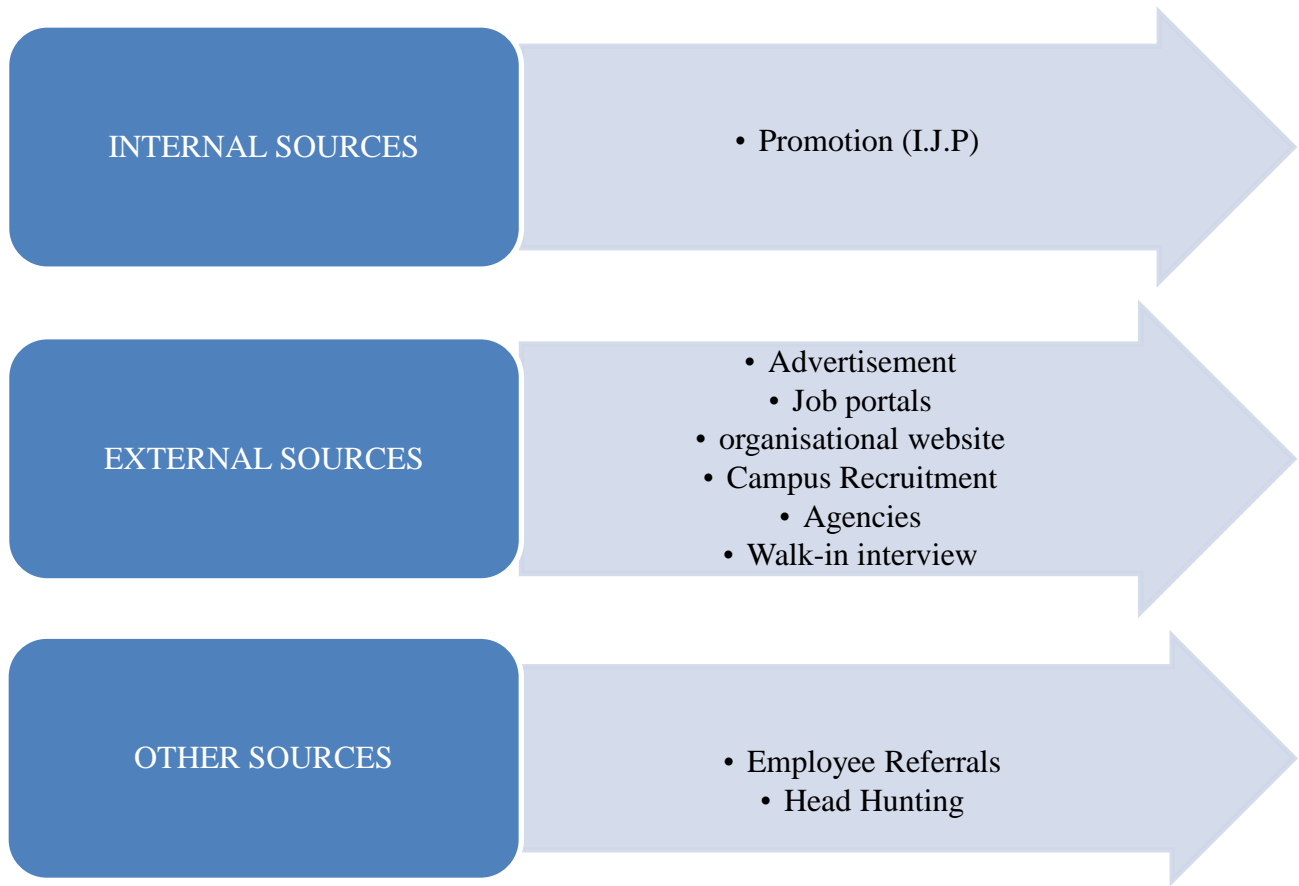 INTERNAL SOURCES
• Promotion (I.J.P)
EXTERNAL SOURCES
• Advertisement
• Job portals
• organisational website
• Campus Recruitment
• Agencies
• Walk-in interview
OTHER SOURCES
• Employee Referrals
• Head Hunting